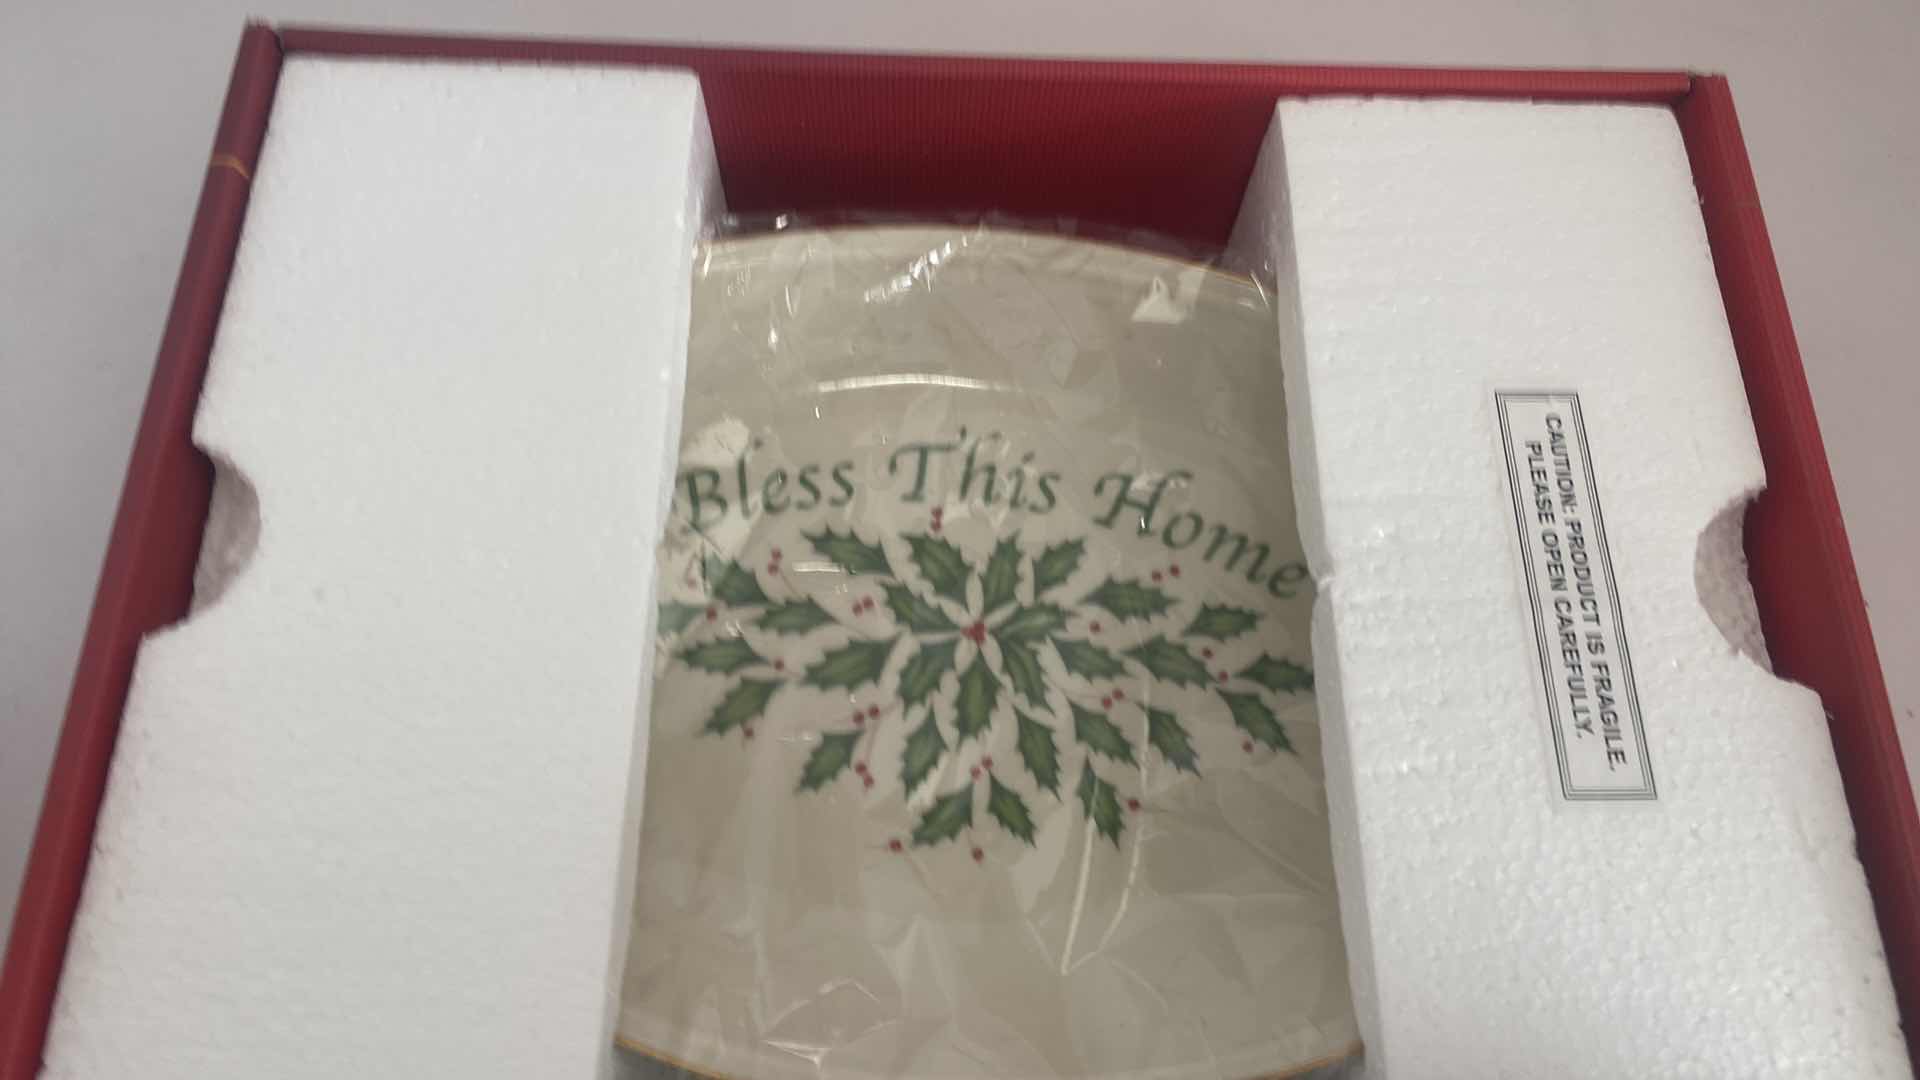 Bless This Home
CAUTION: PRODUCT IS FRAGILE.
PLEASE OPEN CAREFULLY.